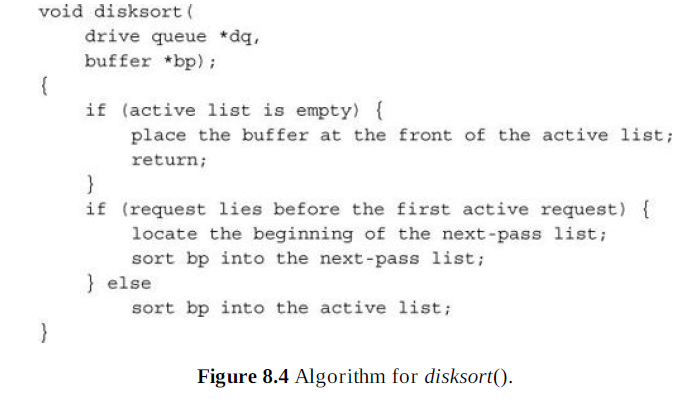 void disksort(
    drive queue *dq,
    buffer *bp);
{
    if (active list is empty) {
        place the buffer at the front of the active list;
        return;
    }
    if (request lies before the first active request) {
        locate the beginning of the next-pass list;
        sort bp into the next-pass list;
    } else
        sort bp into the active list;
}
Figure 8.4 Algorithm for disksort().